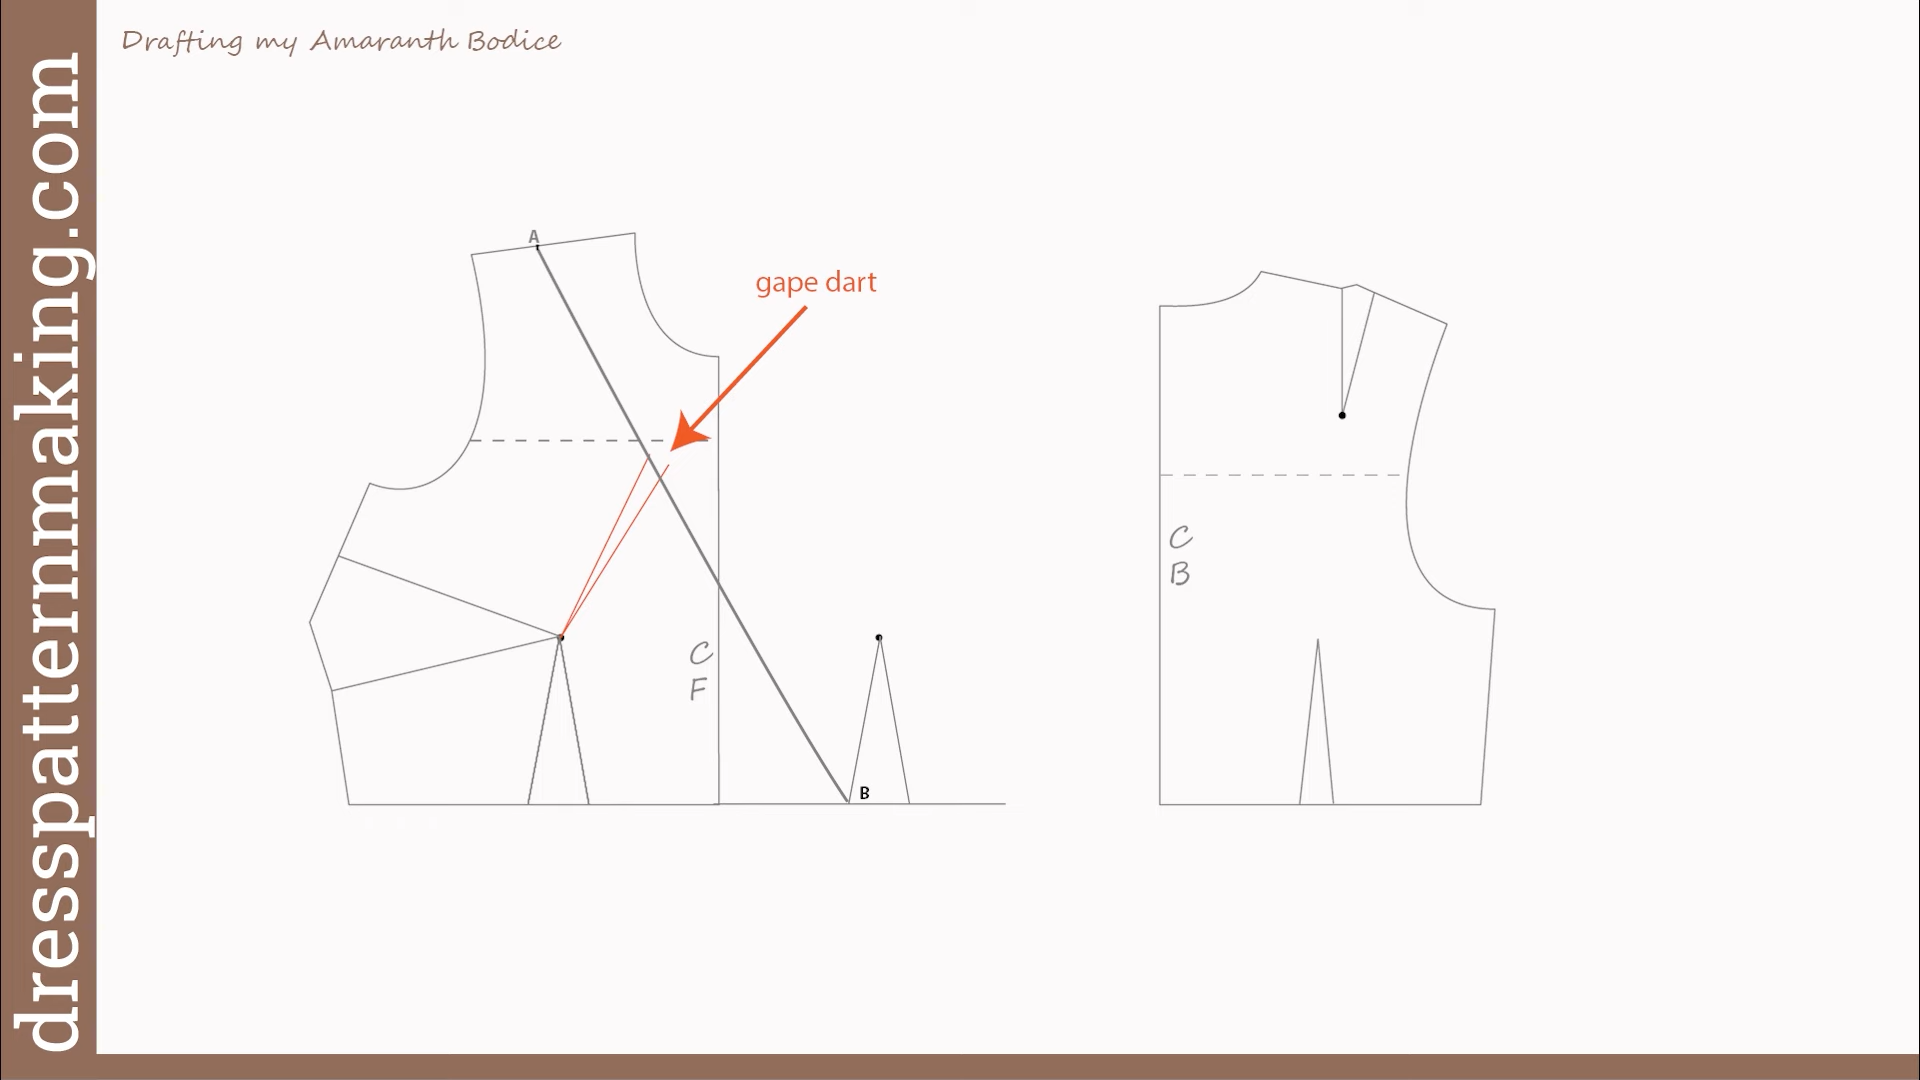 dresspatternmaking.com
Drafting my Amaranth Bodice
A
gape dart
C
F
B
C
B